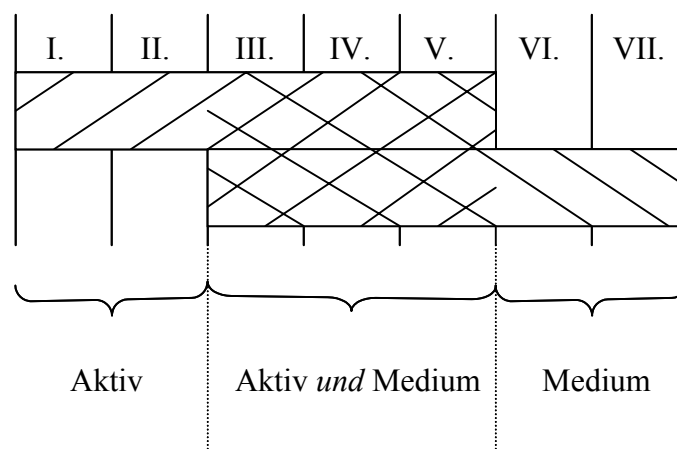 I. II. III. IV. V. VI. VII.
Aktiv Aktiv und Medium Medium